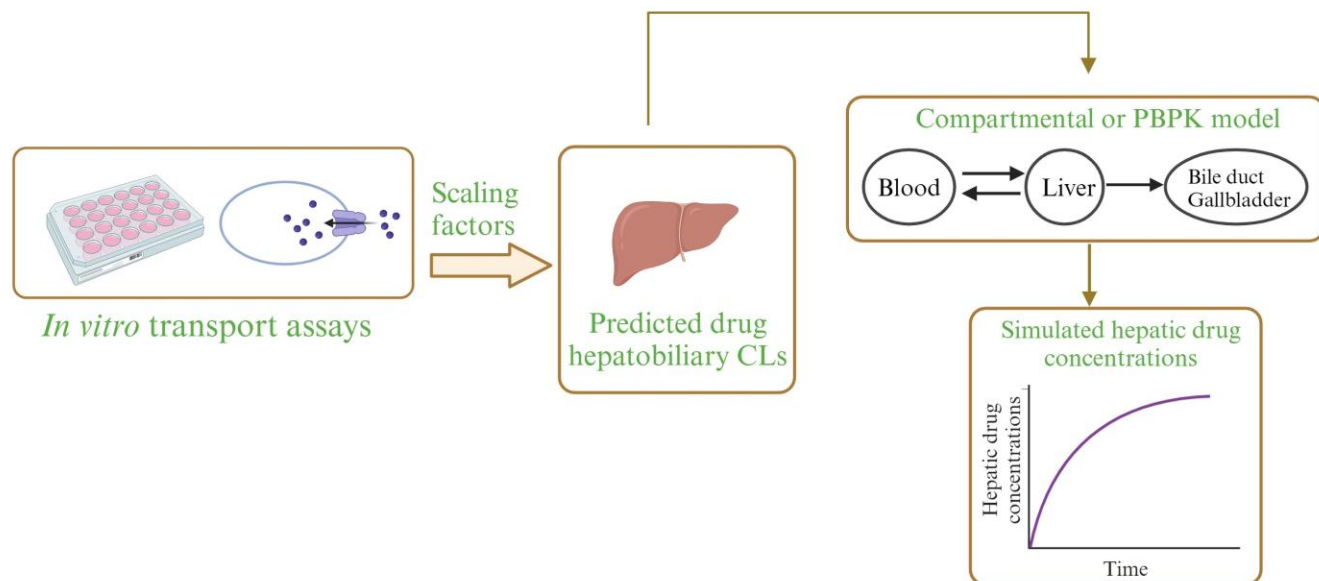 In vitro transport assays
Scaling
factors
Predicted drug
hepatobiliary CLs
Compartmental or PBPK model
Blood
Liver
Bile duct
Gallbladder
Simulated hepatic drug
concentrations
Hepatic drug
concentrations
Time